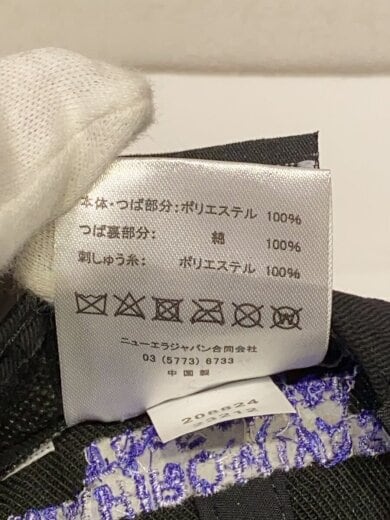 本体・つば部分:ポリエステル 100%
つば裏部分: 綿 100%
刺しゅう糸: ポリエステル 100%
ニューエラジャパン合同会社
03 (5773) 6733
中国製
208824
23212